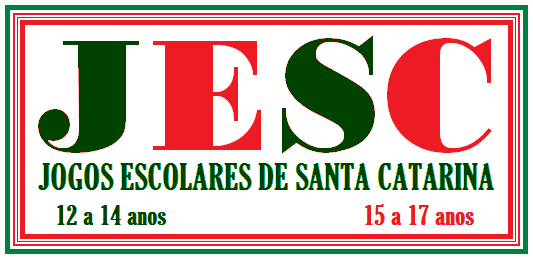 JESC
JOGOS ESCOLARES DE SANTA CATARINA
12 a 14 anos 15 a 17 anos